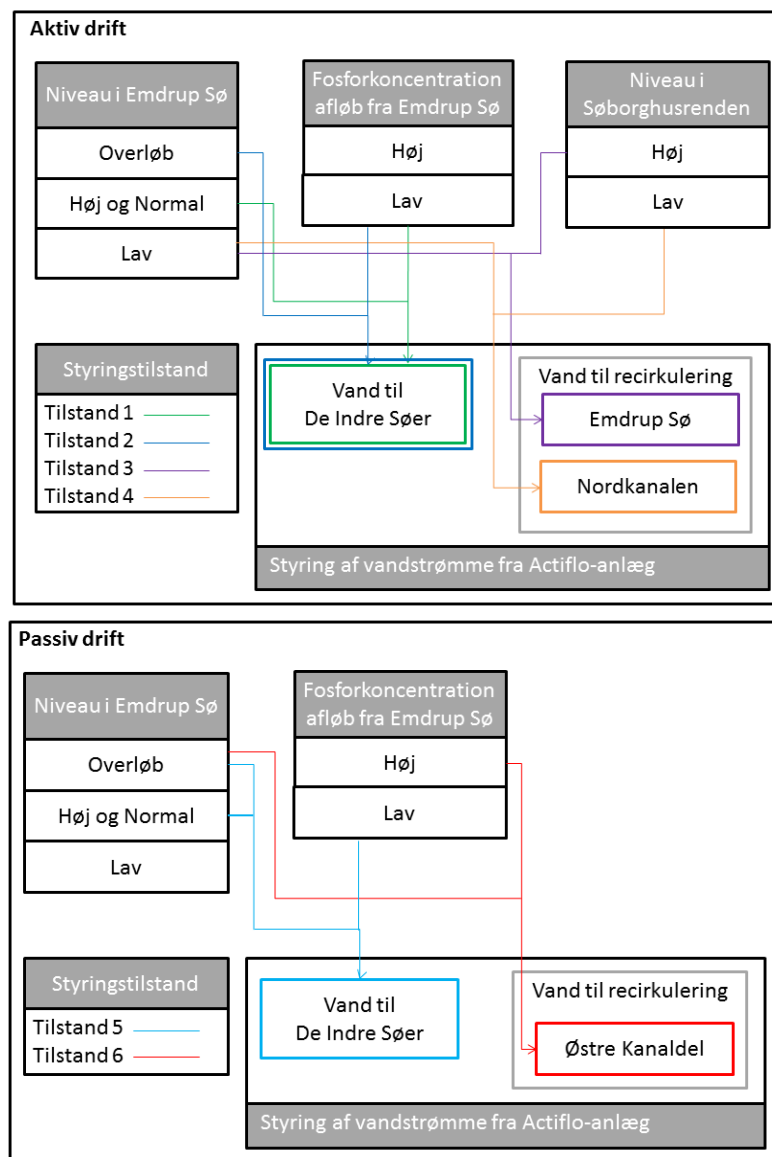 Aktiv drift
Niveau i Emdrup Sø
Overløb
Høj og Normal
Lav
Fosforkoncentration
afløb fra Emdrup Sø
Høj
Lav
Niveau i
Søborghusrenden
Høj
Lav
Styringstilstand
Tilstand 1
Tilstand 2
Tilstand 3
Tilstand 4
Vand til
De Indre Søer
Vand til recirkulering
Emdrup Sø
Nordkanalen
Styring af vandstrømme fra Actiflo-anlæg
Passiv drift
Niveau i Emdrup Sø
Overløb
Høj og Normal
Lav
Fosforkoncentration
afløb fra Emdrup Sø
Høj
Lav
Styringstilstand
Tilstand 5
Tilstand 6
Vand til
De Indre Søer
Vand til recirkulering
Østre Kanaldel
Styring af vandstrømme fra Actiflo-anlæg